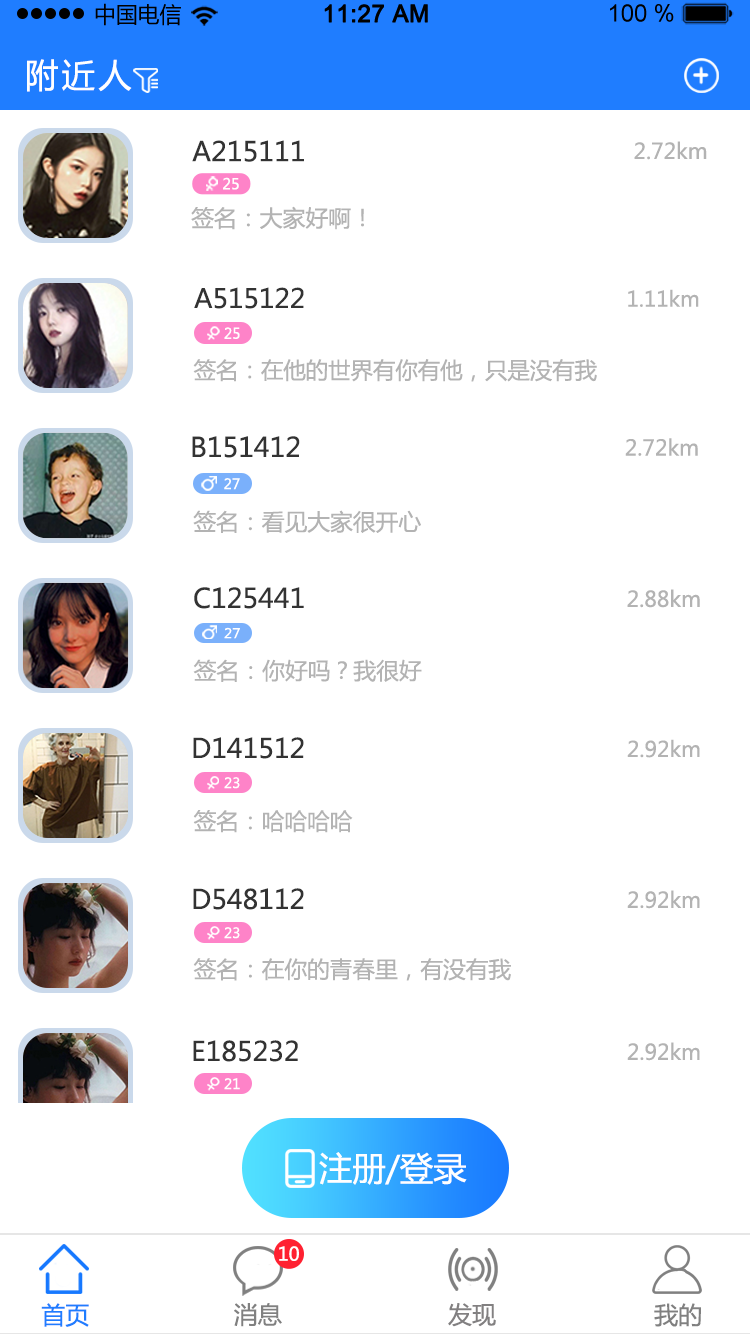 中国电信
11:27 AM
100 %
附近人
A215111
2.72km
25
签名：大家好啊！
A515122
1.11km
25
签名：在他的世界有你有他，只是没有我
B151412
2.72km
27
签名：看见大家很开心
C125441
2.88km
27
签名：你好吗？我很好
D141512
2.92km
23
签名：哈哈哈哈
D548112
2.92km
23
签名：在你的青春里，有没有我
E185232
2.92km
21
注册/登录
10
首页
消息
发现
我的